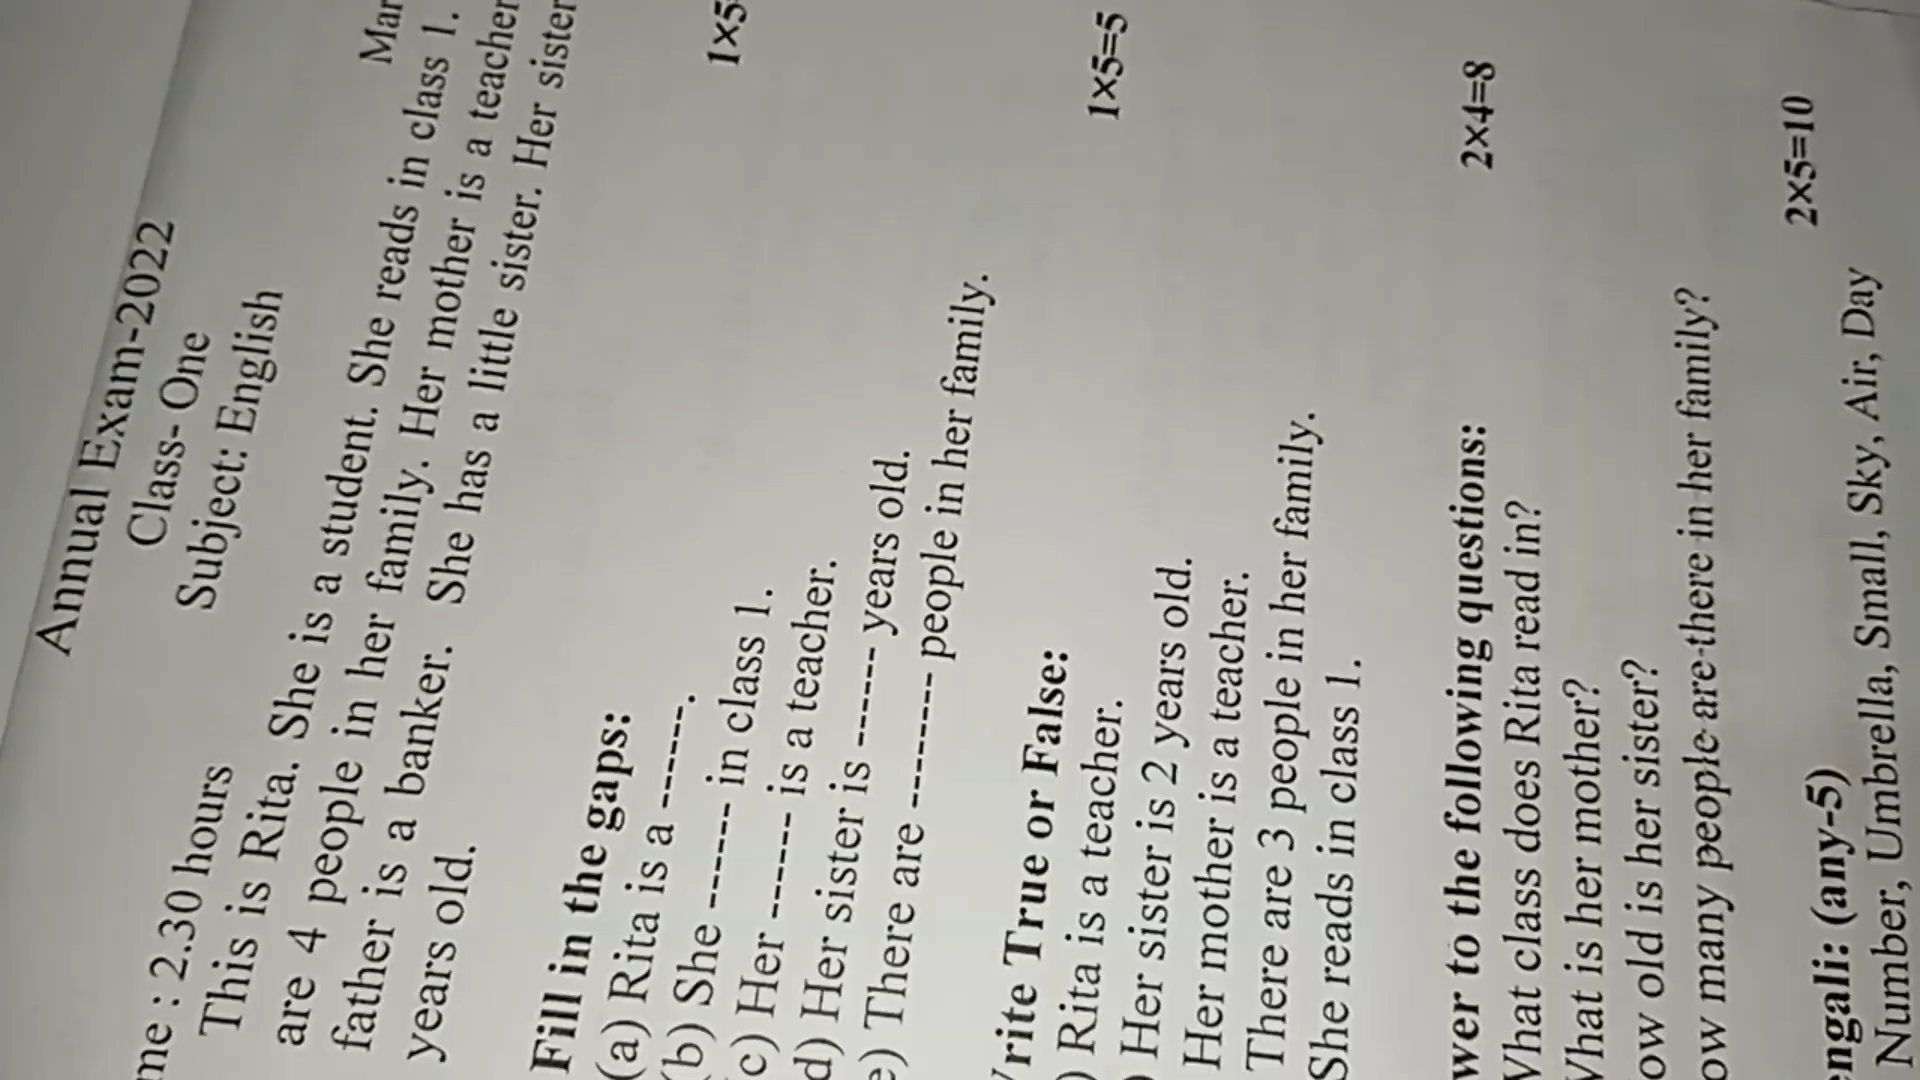 Annual Exam-2022
Class- One
Subject: English
me : 2.30 hours Mar
This is Rita. She is a student. She reads in class 1.
are 4 people in her family. Her mother is a teacher
father is a banker. She has a little sister. Her sister
years old.
Fill in the gaps: 1×5
(a) Rita is a -------.
(b) She ------- in class 1.
c) Her ------- is a teacher.
d) Her sister is ------- years old.
e) There are --------- people in her family.
rite True or False: 1×5=5
) Rita is a teacher.
) Her sister is 2 years old.
Her mother is a teacher.
There are 3 people in her family.
She reads in class 1.
wer to the following questions: 2×4=8
What class does Rita read in?
What is her mother?
ow old is her sister?
ow many people are there in her family?
engali: (any-5) 2×5=10
Number, Umbrella, Small, Sky, Air, Day